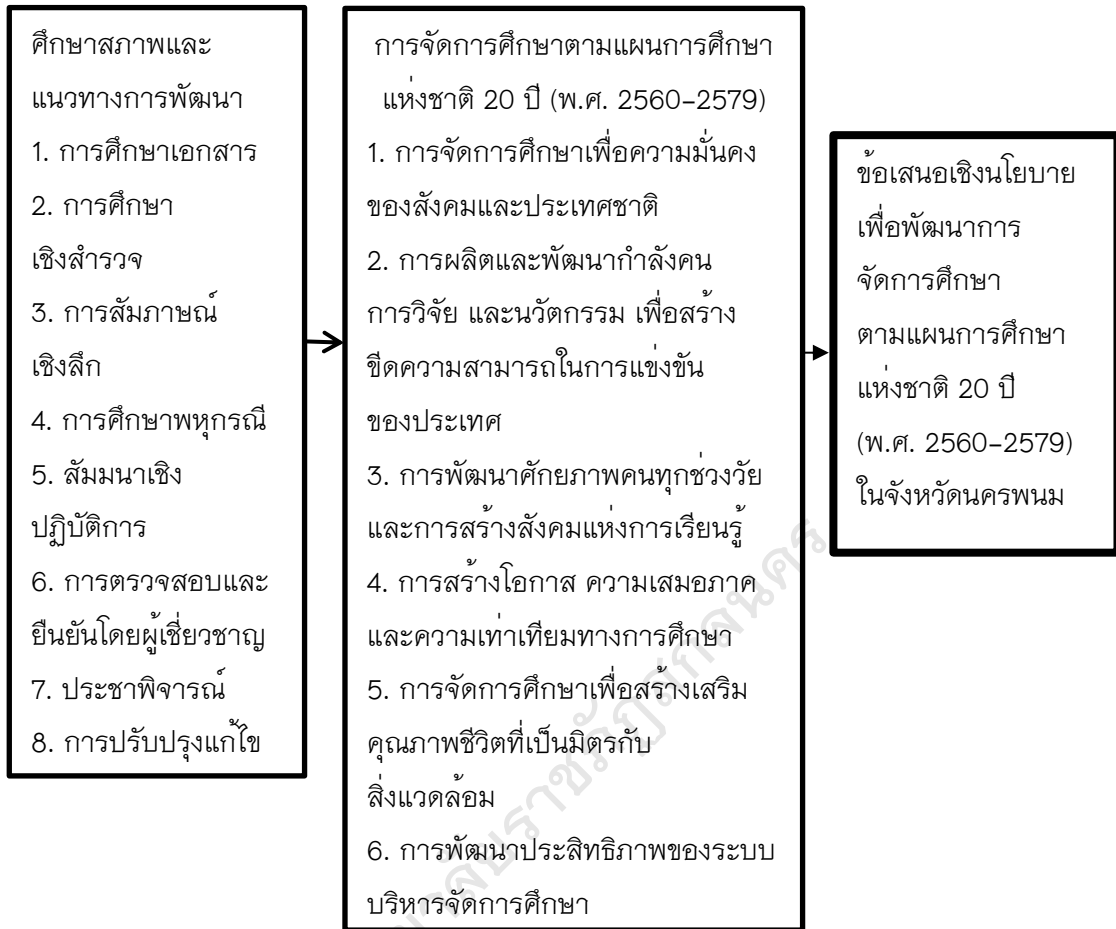 ศึกษาสภาพและ
แนวทางการพัฒนา
1. การศึกษาเอกสาร
2. การศึกษา
เชิงสำรวจ
3. การสัมภาษณ์
เชิงลึก
4. การศึกษาพหุกรณี
5. สัมมนาเชิง
ปฏิบัติการ
6. การตรวจสอบและ
ยืนยันโดยผู้เชี่ยวชาญ
7. ประชาพิจารณ์
8. การปรับปรุงแก้ไข
การจัดการศึกษาตามแผนการศึกษา
แห่งชาติ 20 ปี (พ.ศ. 2560-2579)
1. การจัดการศึกษาเพื่อความมั่นคง
ของสังคมและประเทศชาติ
2. การผลิตและพัฒนากำลังคน
การวิจัย และนวัตกรรม เพื่อสร้าง
ขีดความสามารถในการแข่งขัน
ของประเทศ
3. การพัฒนาศักยภาพคนทุกช่วงวัย
และการสร้างสังคมแห่งการเรียนรู้
4. การสร้างโอกาส ความเสมอภาค
และความเท่าเทียมทางการศึกษา
5. การจัดการศึกษาเพื่อสร้างเสริม
คุณภาพชีวิตที่เป็นมิตรกับ
สิ่งแวดล้อม
6. การพัฒนาประสิทธิภาพของระบบ
บริหารจัดการศึกษา
ข้อเสนอเชิงนโยบาย
เพื่อพัฒนาการ
จัดการศึกษา
ตามแผนการศึกษา
แห่งชาติ 20 ปี
(พ.ศ. 2560-2579)
ในจังหวัดนครพนม